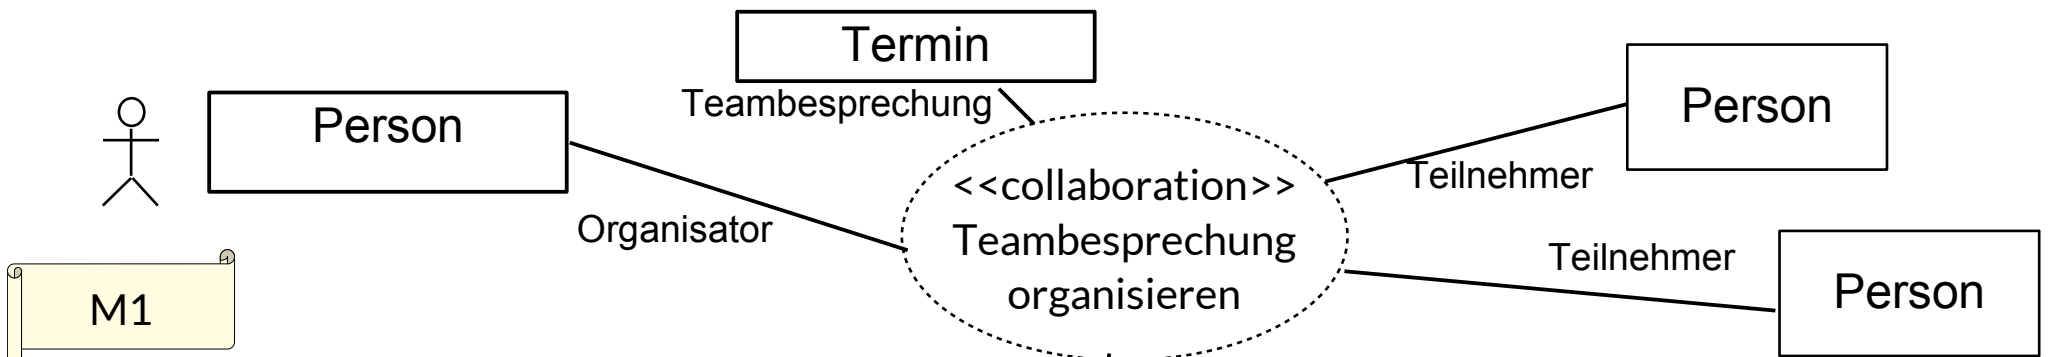 Termin
Teambesprechung
Person
Person
<<collaboration>>
Teambesprechung
organisieren
Teilnehmer
Organisator
Teilnehmer
Person
M1